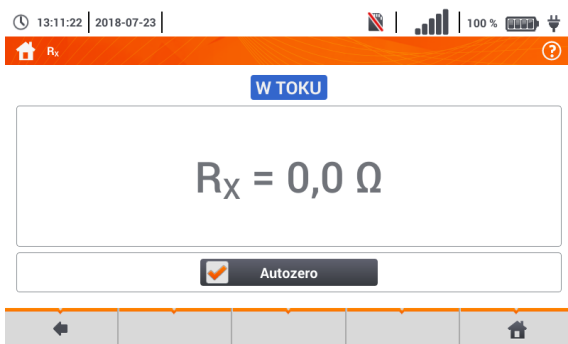 13:11:22 2018-07-23 100 %
Rx ?
W TOKU
Rx = 0,0 Ω
Autozero